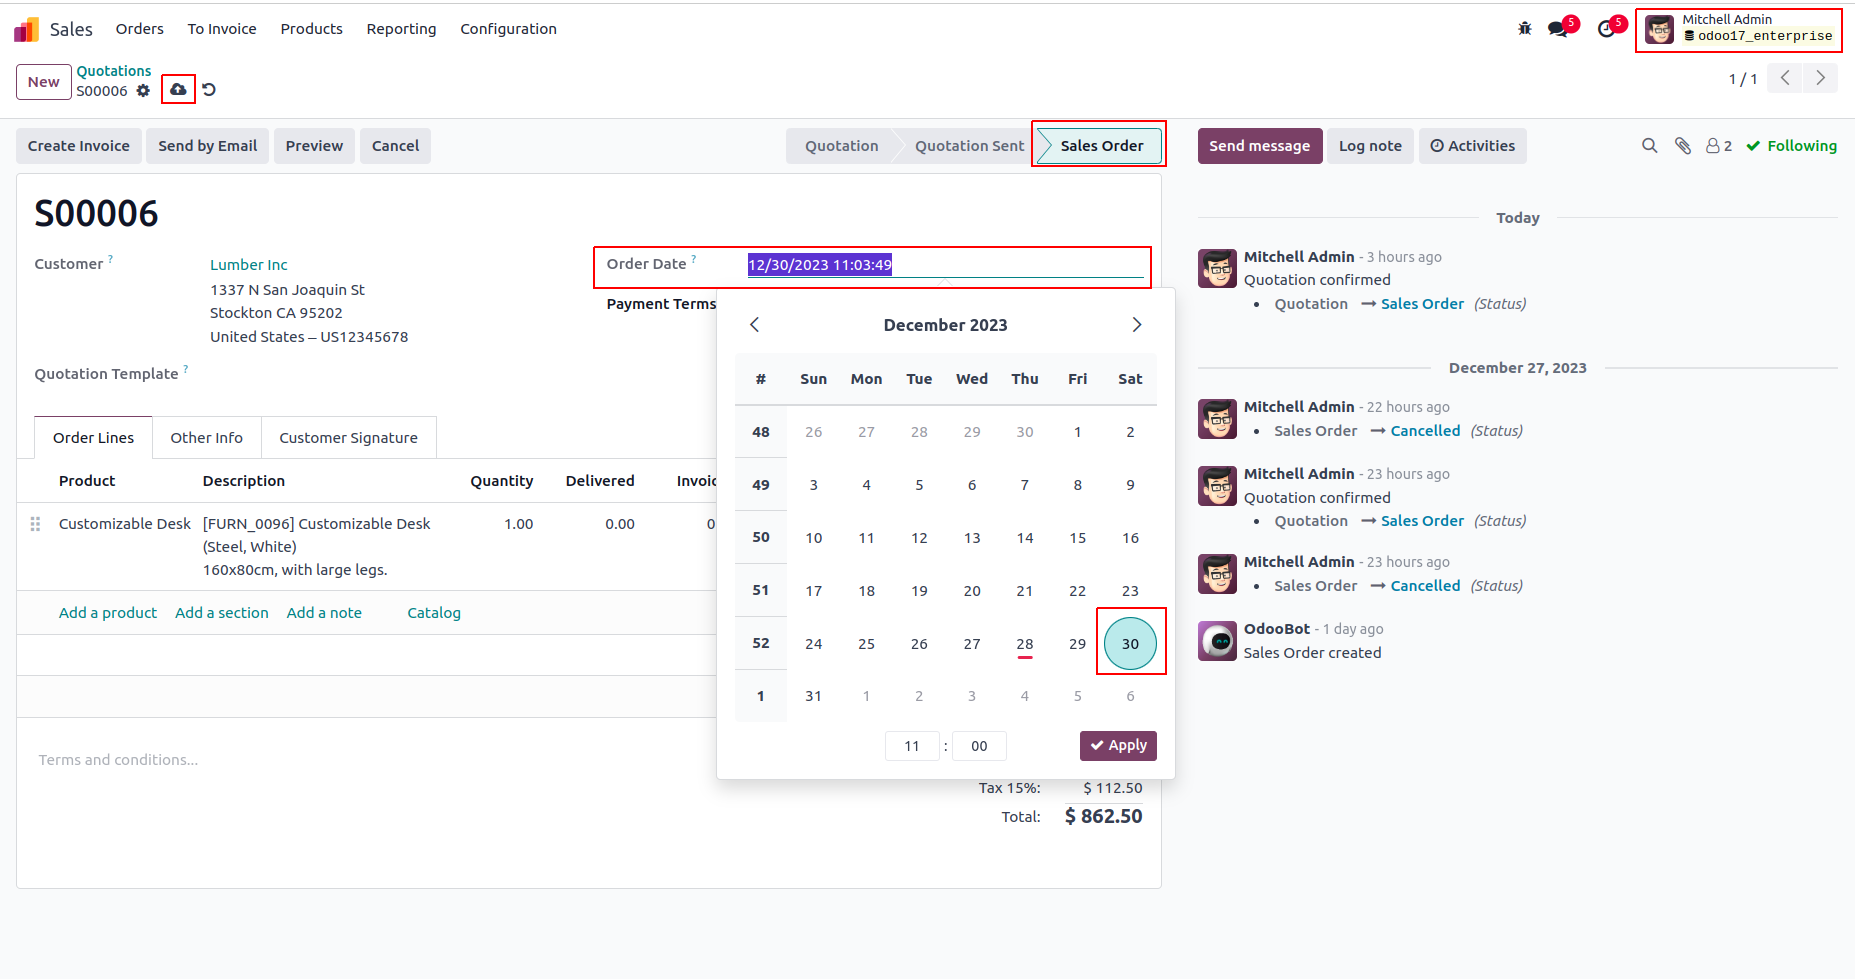 Sales
Orders
To Invoice
Products
Reporting
Configuration
5
5
Mitchell Admin
odoo17_enterprise
New
Quotations
S00006
1 / 1
Create Invoice
Send by Email
Preview
Cancel
Quotation
Quotation Sent
Sales Order
Send message
Log note
Activities
2
Following
S00006
Customer ?
Lumber Inc
1337 N San Joaquin St
Stockton CA 95202
United States – US12345678
Quotation Template ?
Order Date ?
12/30/2023 11:03:49
Payment Terms
December 2023
# Sun Mon Tue Wed Thu Fri Sat
48 26 27 28 29 30 1 2
49 3 4 5 6 7 8 9
50 10 11 12 13 14 15 16
51 17 18 19 20 21 22 23
52 24 25 26 27 28 29 30
1 31 1 2 3 4 5 6
11 : 00
Apply
Order Lines
Other Info
Customer Signature
Product Description Quantity Delivered Invoic
Customizable Desk [FURN_0096] Customizable Desk 1.00 0.00 0
(Steel, White)
160x80cm, with large legs.
Add a product Add a section Add a note Catalog
Terms and conditions...
Tax 15%: $ 112.50
Total: $ 862.50
Today
Mitchell Admin - 3 hours ago
Quotation confirmed
• Quotation → Sales Order (Status)
December 27, 2023
Mitchell Admin - 22 hours ago
• Sales Order → Cancelled (Status)
Mitchell Admin - 23 hours ago
Quotation confirmed
• Quotation → Sales Order (Status)
Mitchell Admin - 23 hours ago
• Sales Order → Cancelled (Status)
OdooBot - 1 day ago
Sales Order created